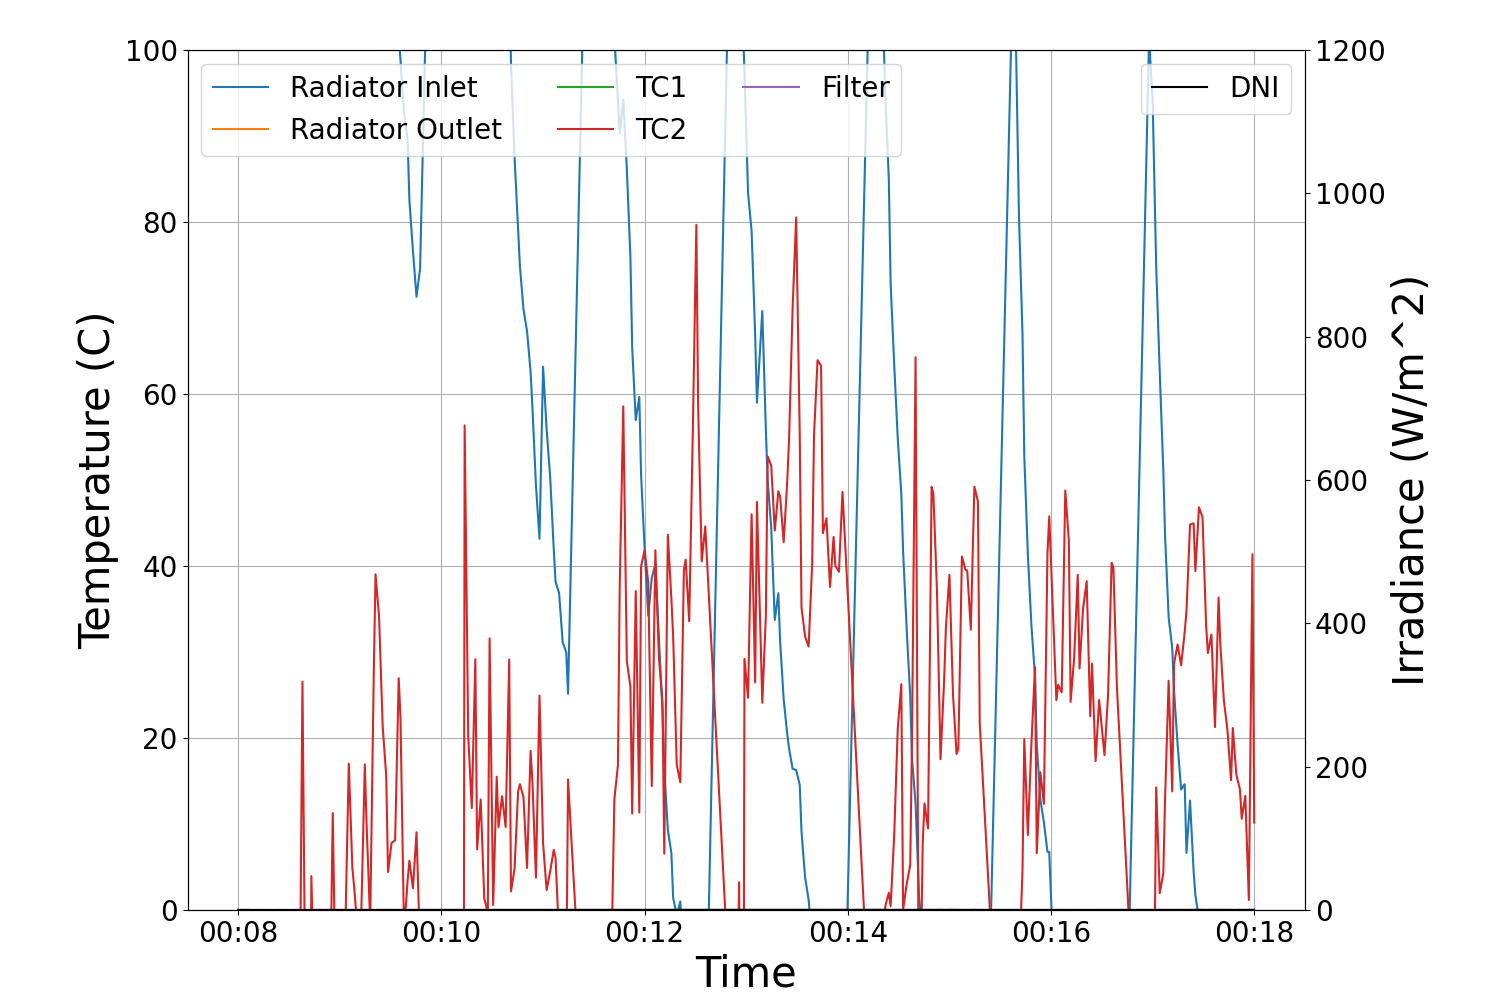 Radiator Inlet
Radiator Outlet
TC1
TC2
Filter
DNI
100
80
60
40
20
0
Temperature (C)
1200
1000
800
600
400
200
0
Irradiance (W/m^2)
00:08 00:10 00:12 00:14 00:16 00:18
Time